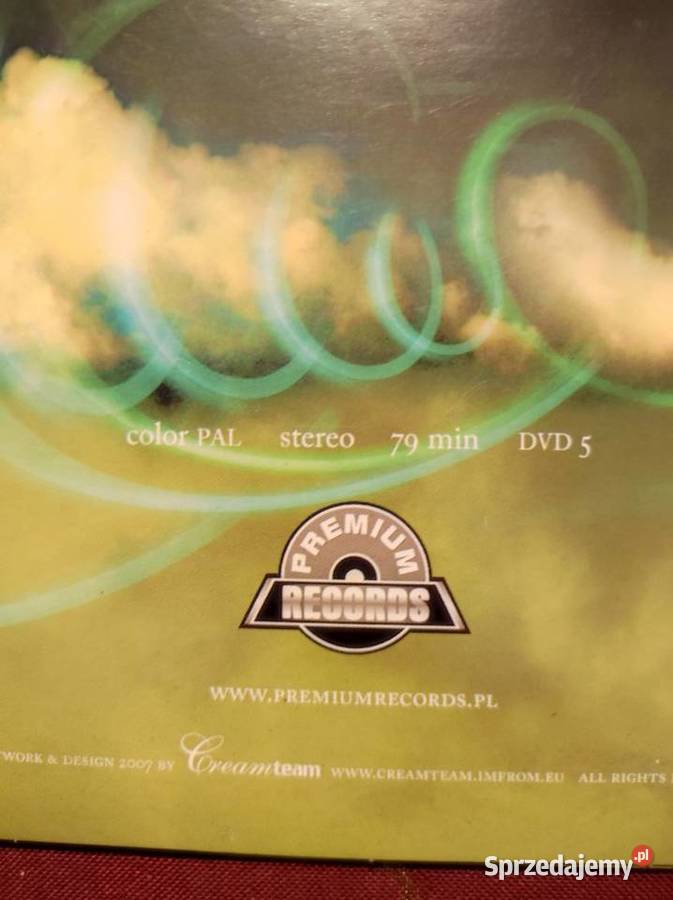 color PAL stereo 79 min DVD 5
PREMIUM
RECORDS
WWW.PREMIUMRECORDS.PL
TWORK & DESIGN 2007 BY Creamteam WWW.CREAMTEAM.IMFROM.EU ALL RIGHTS
Sprzedajemy.pl